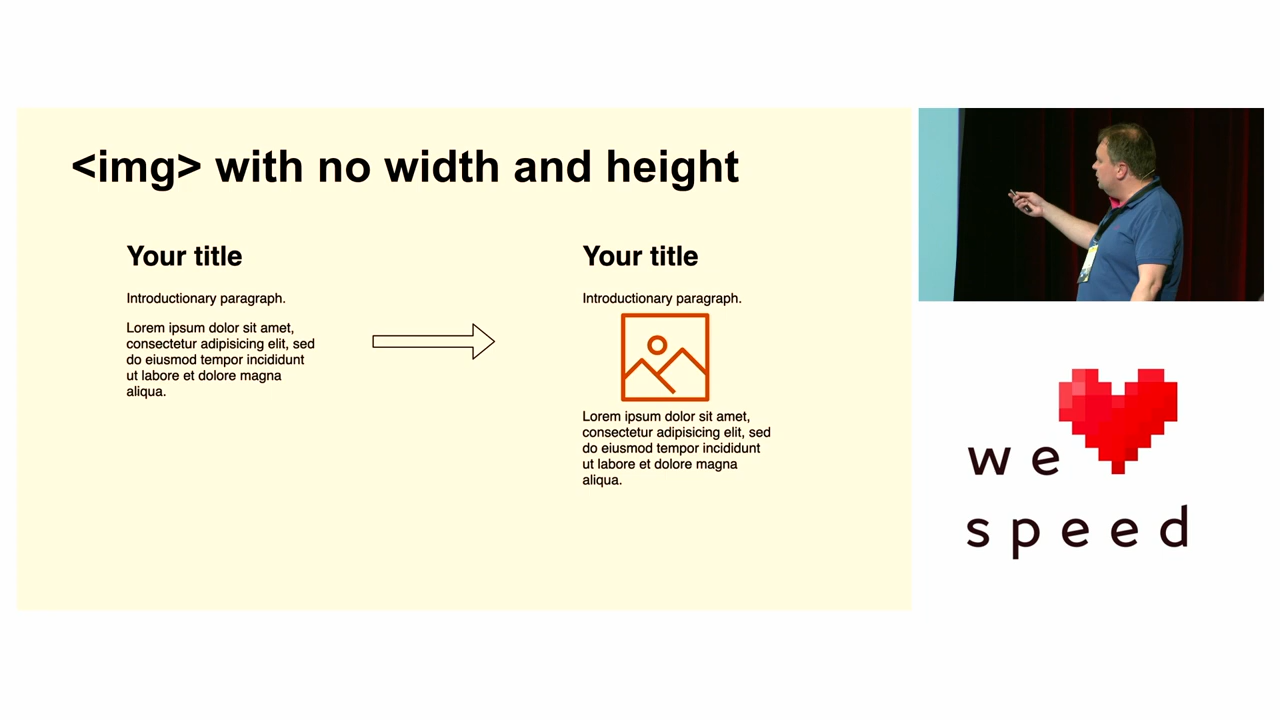 <img> with no width and height
Your title
Introductionary paragraph.
Lorem ipsum dolor sit amet,
consectetur adipisicing elit, sed
do eiusmod tempor incididunt
ut labore et dolore magna
aliqua.
Your title
Introductionary paragraph.
Lorem ipsum dolor sit amet,
consectetur adipisicing elit, sed
do eiusmod tempor incididunt
ut labore et dolore magna
aliqua.
we
speed